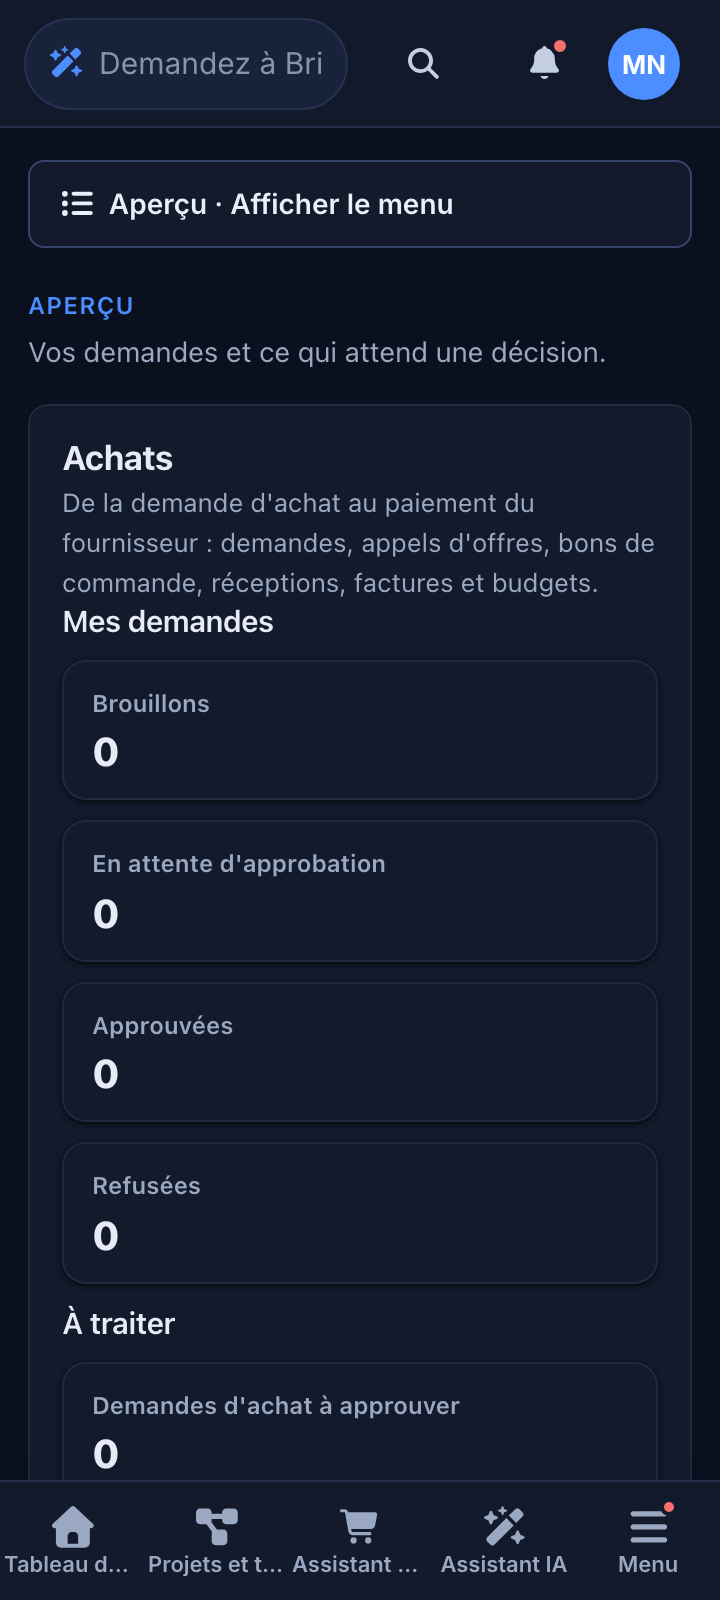 Demandez à Bri
MN
Aperçu · Afficher le menu
APERÇU
Vos demandes et ce qui attend une décision.
Achats
De la demande d'achat au paiement du
fournisseur : demandes, appels d'offres, bons de
commande, réceptions, factures et budgets.
Mes demandes
Brouillons
0
En attente d'approbation
0
Approuvées
0
Refusées
0
À traiter
Demandes d'achat à approuver
0
Tableau d... Projets et t... Assistant ... Assistant IA Menu